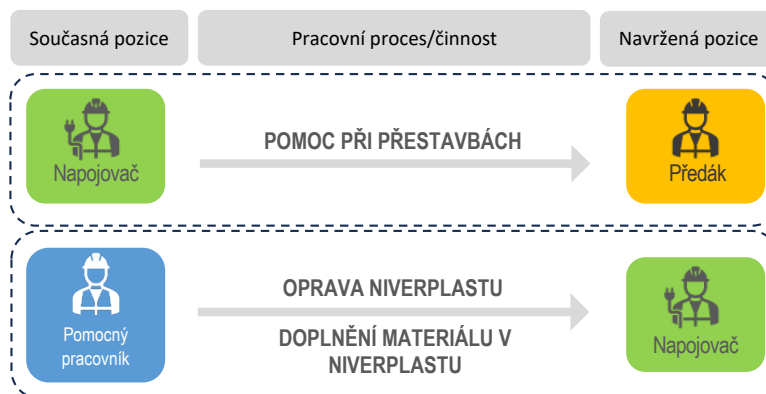 Současná pozice
Pracovní proces/činnost
Navržená pozice
Napojovač
POMOC PŘI PŘESTAVBÁCH
Předák
Pomocný
pracovník
OPRAVA NIVERPLASTU
DOPLNĚNÍ MATERIÁLU V
NIVERPLASTU
Napojovač